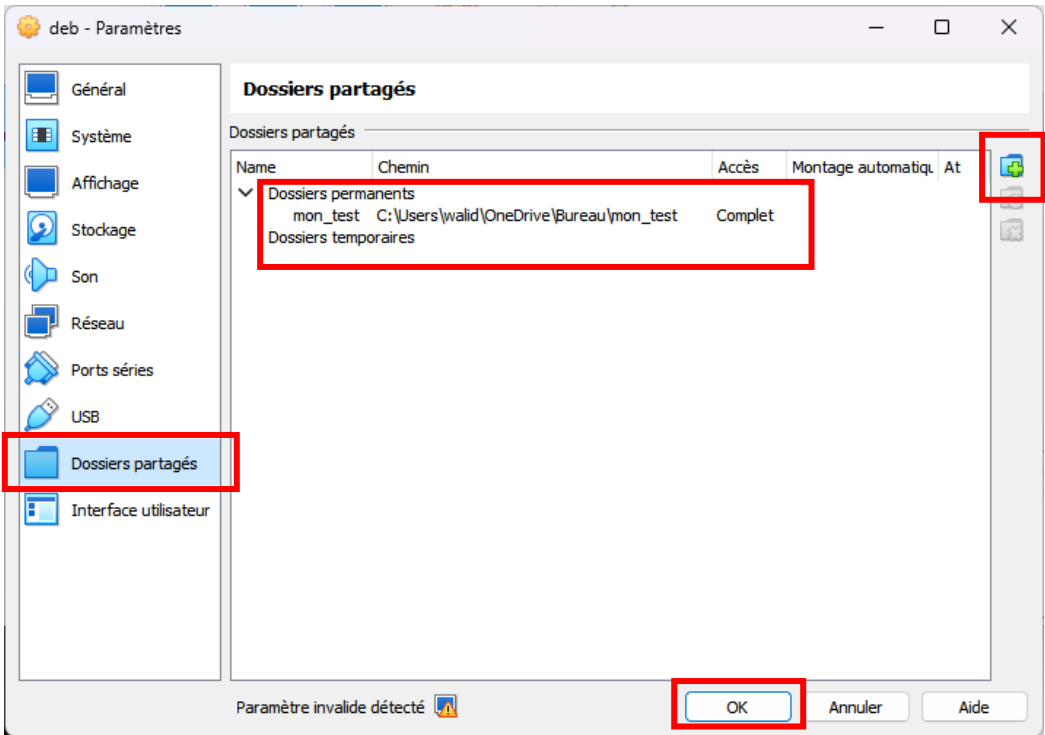 deb - Paramètres
Général
Système
Affichage
Stockage
Son
Réseau
Ports séries
USB
Dossiers partagés
Interface utilisateur
Dossiers partagés
Dossiers partagés
Name Chemin Accès Montage automatiqu At
Dossiers permanents
mon_test C:\Users\walid\OneDrive\Bureau\mon_test Complet
Dossiers temporaires
Paramètre invalide détecté
OK Annuler Aide